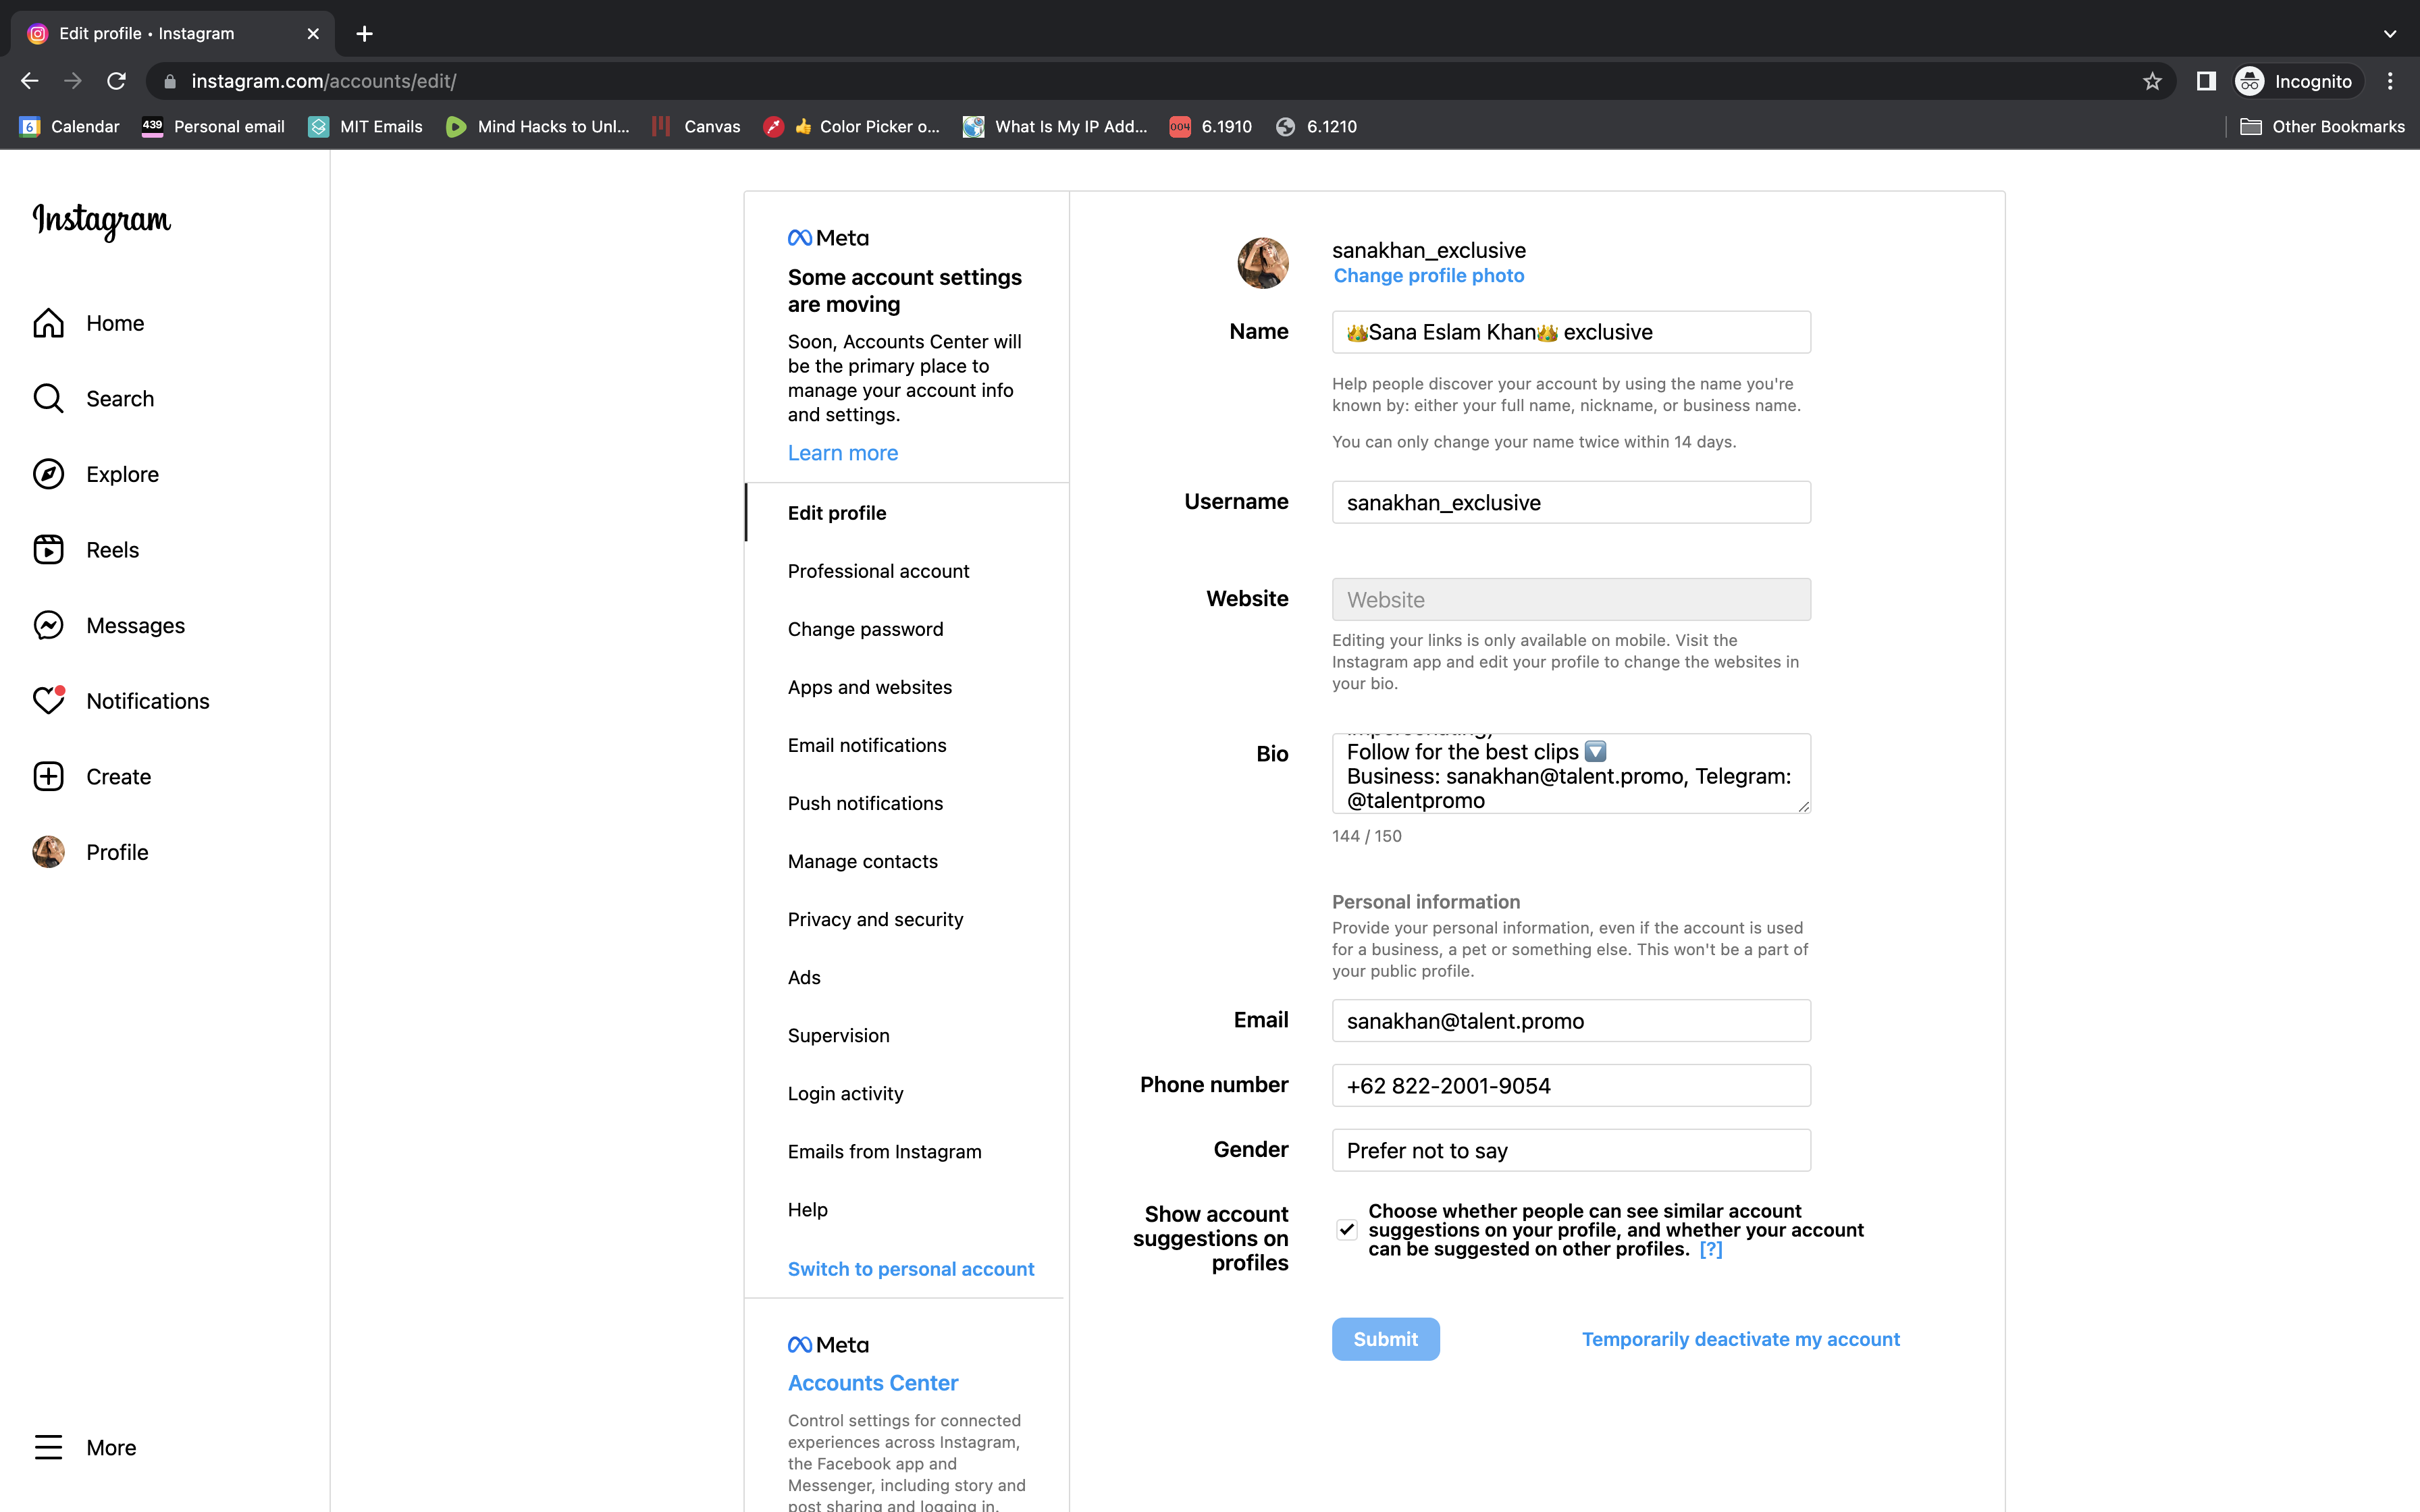 Edit profile • Instagram
instagram.com/accounts/edit/
Incognito
6
Calendar
439
Personal email
MIT Emails
Mind Hacks to Unl...
Canvas
👍 Color Picker o...
What Is My IP Add...
004
6.1910
6.1210
Other Bookmarks
Instagram
Home
Search
Explore
Reels
Messages
Notifications
Create
Profile
More
Meta
Some account settings
are moving
Soon, Accounts Center will
be the primary place to
manage your account info
and settings.
Learn more
Edit profile
Professional account
Change password
Apps and websites
Email notifications
Push notifications
Manage contacts
Privacy and security
Ads
Supervision
Login activity
Emails from Instagram
Help
Switch to personal account
Meta
Accounts Center
Control settings for connected
experiences across Instagram,
the Facebook app and
Messenger, including story and
post sharing and logging in.
sanakhan_exclusive
Change profile photo
Name
👑Sana Eslam Khan👑 exclusive
Help people discover your account by using the name you're
known by: either your full name, nickname, or business name.
You can only change your name twice within 14 days.
Username
sanakhan_exclusive
Website
Website
Editing your links is only available on mobile. Visit the
Instagram app and edit your profile to change the websites in
your bio.
Bio
impersonating)
Follow for the best clips 🔽
Business: sanakhan@talent.promo, Telegram:
@talentpromo
144 / 150
Personal information
Provide your personal information, even if the account is used
for a business, a pet or something else. This won't be a part of
your public profile.
Email
sanakhan@talent.promo
Phone number
+62 822-2001-9054
Gender
Prefer not to say
Show account
suggestions on
profiles
Choose whether people can see similar account
suggestions on your profile, and whether your account
can be suggested on other profiles. [?]
Submit
Temporarily deactivate my account